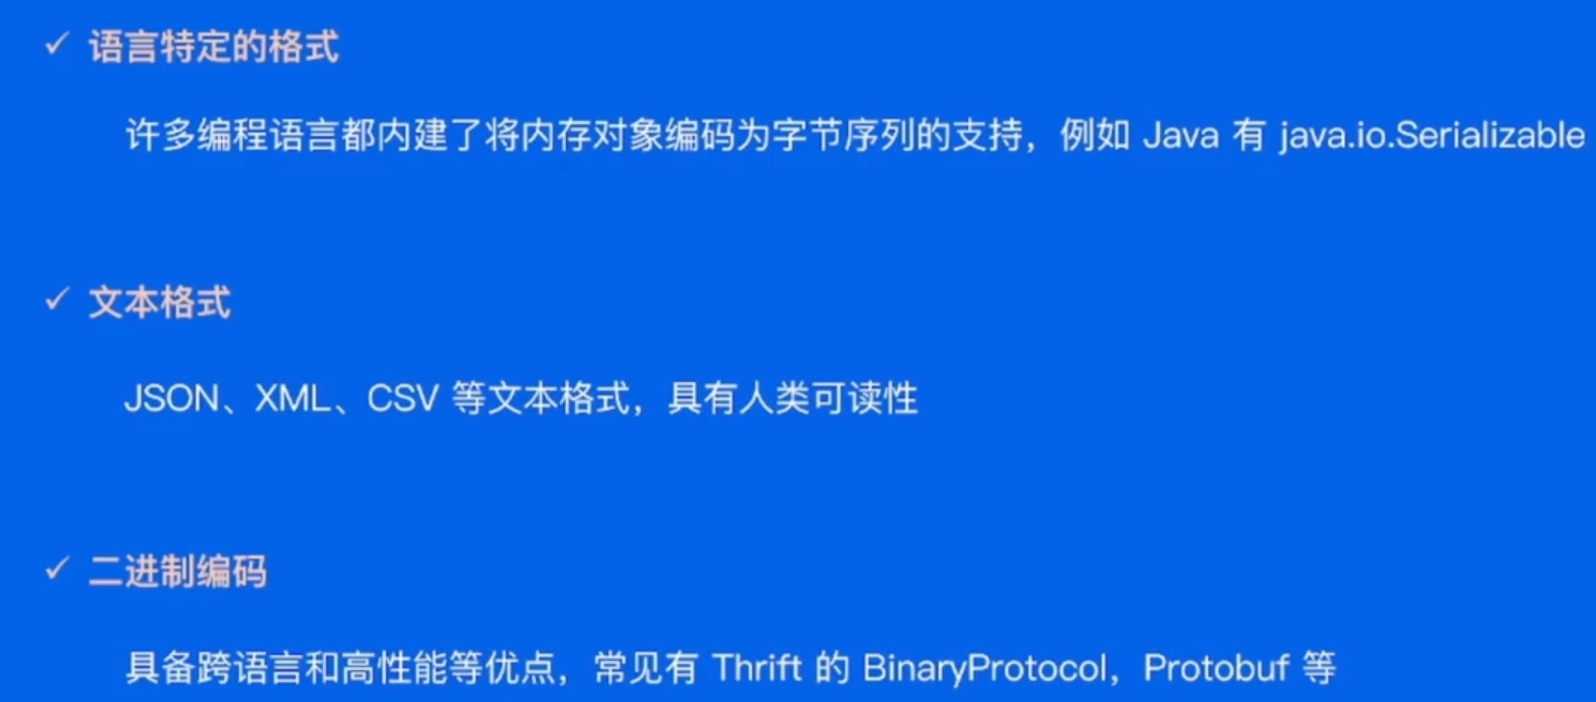 ✓ 语言特定的格式
许多编程语言都内建了将内存对象编码为字节序列的支持，例如 Java 有 java.io.Serializable
✓ 文本格式
JSON、XML、CSV 等文本格式，具有人类可读性
✓ 二进制编码
具备跨语言和高性能等优点，常见有 Thrift 的 BinaryProtocol，Protobuf 等